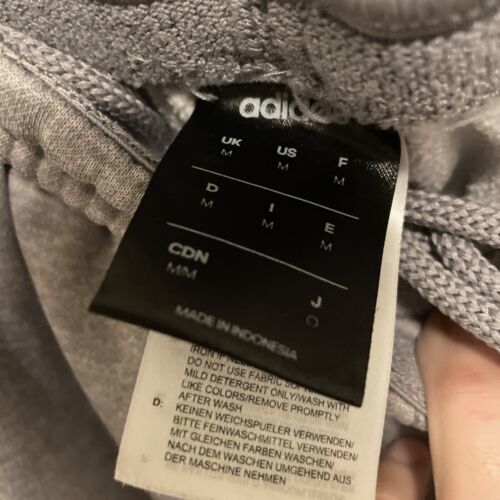 adidas
UK US F
M M M
D I E
M M M
CDN J
M/M O
MADE IN INDONESIA
DO NOT USE FABRIC
MILD DETERGENT ONLY/WASH WITH
LIKE COLORS/REMOVE PROMPTLY
AFTER WASH
D: KEINEN WEICHSPUELER VERWENDEN/
BITTE FEINWASCHMITTEL VERWENDEN/
MIT GLEICHEN FARBEN WASCHEN/
NACH DEM WASCHEN UMGEHEND AUS
DER MASCHINE NEHMEN